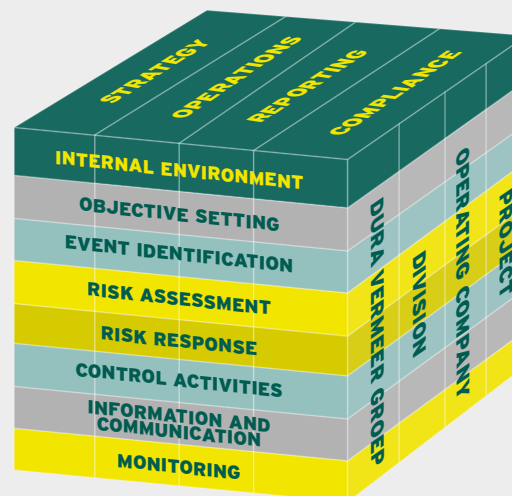 STRATEGY
OPERATIONS
REPORTING
COMPLIANCE
INTERNAL ENVIRONMENT
OBJECTIVE SETTING
EVENT IDENTIFICATION
RISK ASSESSMENT
RISK RESPONSE
CONTROL ACTIVITIES
INFORMATION AND
COMMUNICATION
MONITORING
DURA VERMEER GROEP
DIVISION
OPERATING COMPANY
PROJECT